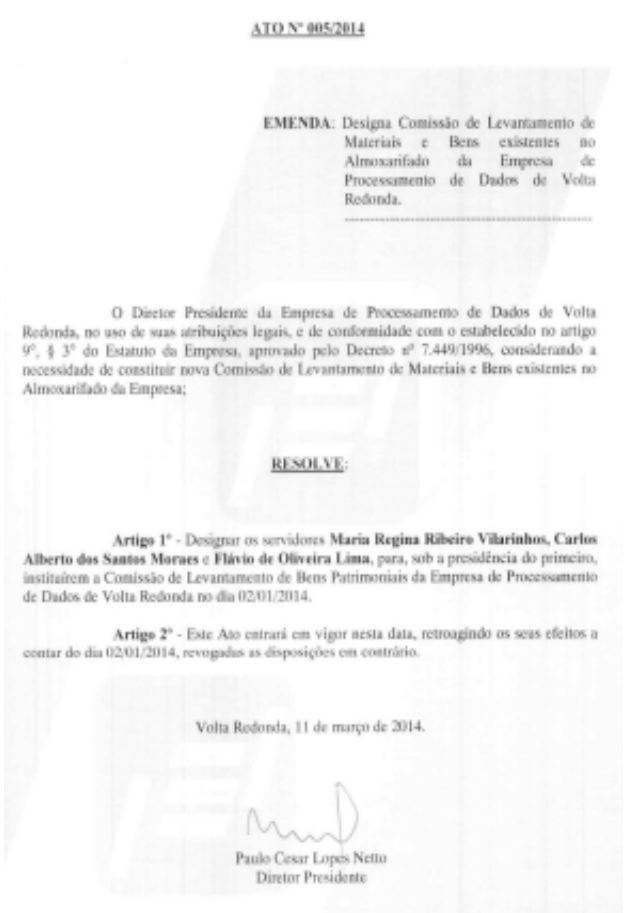 ATO Nº 005/2014
EMENDA: Designa Comissão de Levantamento de
Materiais e Bens existentes no
Almoxarifado da Empresa de
Processamento de Dados de Volta
Redonda.
O Diretor Presidente da Empresa de Processamento de Dados de Volta
Redonda, no uso de suas atribuições legais, e de conformidade com o estabelecido no artigo
9º, § 3º do Estatuto da Empresa, aprovado pelo Decreto nº 7.449/1996, considerando a
necessidade de constituir nova Comissão de Levantamento de Materiais e Bens existentes no
Almoxarifado da Empresa;
RESOLVE:
Artigo 1º - Designar os servidores Maria Regina Ribeiro Vilarinhos, Carlos
Alberto dos Santos Moraes e Flávio de Oliveira Lima, para, sob a presidência do primeiro,
instituírem a Comissão de Levantamento de Bens Patrimoniais da Empresa de Processamento
de Dados de Volta Redonda no dia 02/01/2014.
Artigo 2º - Este Ato entrará em vigor nesta data, retroagindo os seus efeitos a
contar do dia 02/01/2014, revogadas as disposições em contrário.
Volta Redonda, 11 de março de 2014.
Paulo Cesar Lopes Netto
Diretor Presidente